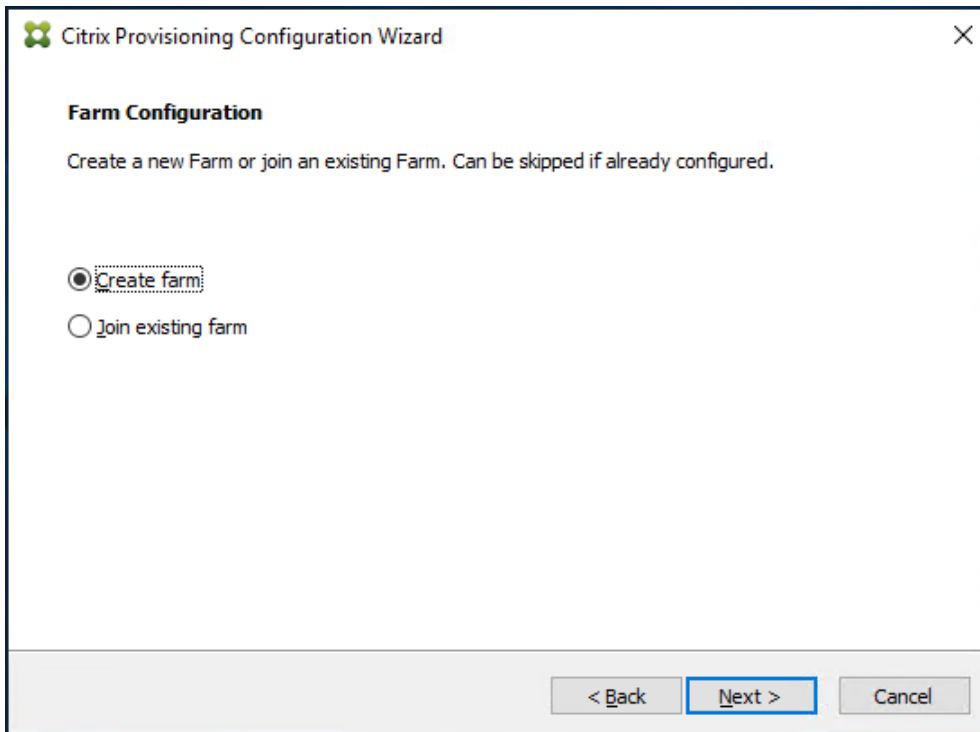 Citrix Provisioning Configuration Wizard
Farm Configuration
Create a new Farm or join an existing Farm. Can be skipped if already configured.
Create farm
Join existing farm
< Back Next > Cancel